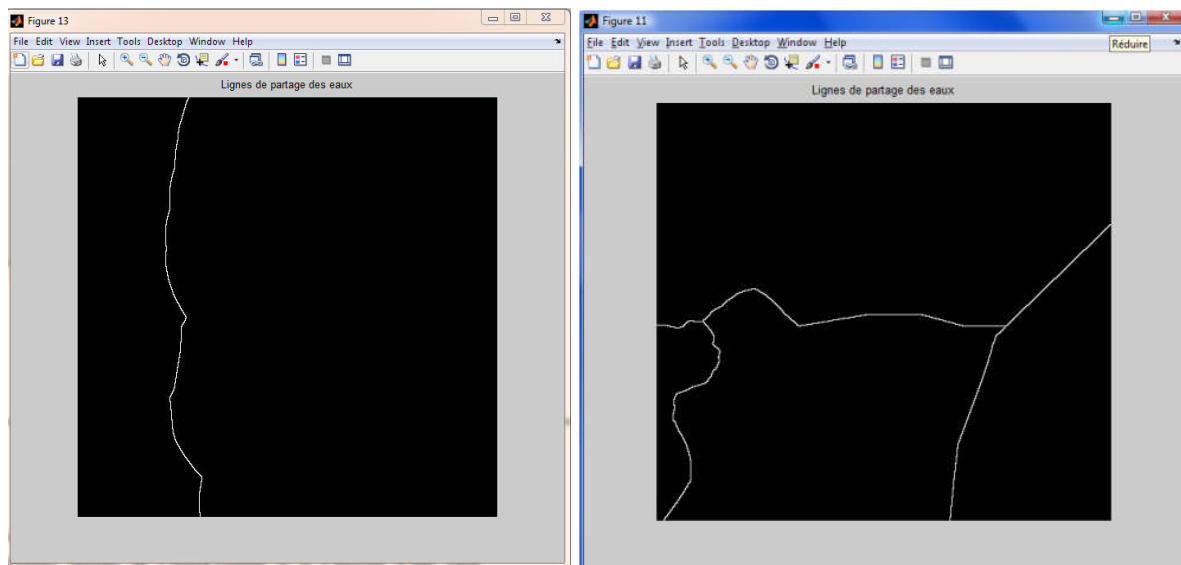 Figure 13
File Edit View Insert Tools Desktop Window Help
Lignes de partage des eaux
Figure 11
File Edit View Insert Tools Desktop Window Help
Réduire
Lignes de partage des eaux